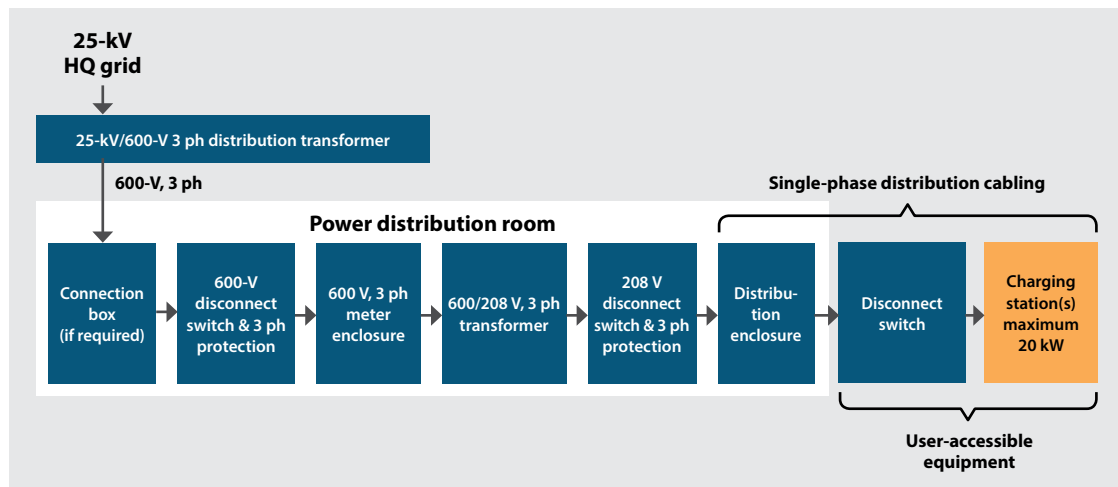 25-kV
HQ grid
25-kV/600-V 3 ph distribution transformer
600-V, 3 ph
Single-phase distribution cabling
Power distribution room
Connection
box
(if required)
600-V
disconnect
switch & 3 ph
protection
600 V, 3 ph
meter
enclosure
600/208 V, 3 ph
transformer
208 V
disconnect
switch & 3 ph
protection
Distribu-
tion
enclosure
Disconnect
switch
Charging
station(s)
maximum
20 kW
User-accessible
equipment